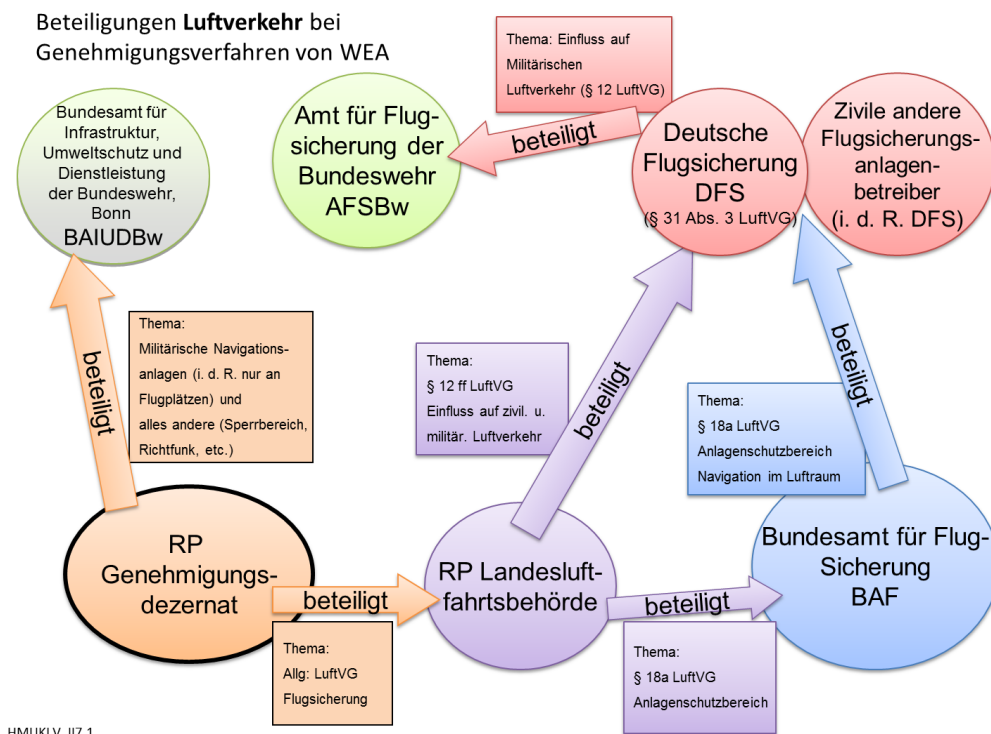 Beteiligungen Luftverkehr bei
Genehmigungsverfahren von WEA
Bundesamt für
Infrastruktur,
Umweltschutz und
Dienstleistung
der Bundeswehr,
Bonn
BAIUDBw
Amt für Flug-
sicherung der
Bundeswehr
AFSBw
Thema: Einfluss auf
Militärischen
Luftverkehr (§ 12 LuftVG)
beteiligt
Deutsche
Flugsicherung
DFS
(§ 31 Abs. 3 LuftVG)
Zivile andere
Flugsicherungs-
anlagen-
betreiber
(i. d. R. DFS)
beteiligt
Thema:
Militärische Navigations-
anlagen (i. d. R. nur an
Flugplätzen) und
alles andere (Sperrbereich,
Richtfunk, etc.)
Thema:
§ 12 ff LuftVG
Einfluss auf zivil. u.
militär. Luftverkehr
beteiligt
Thema:
§ 18a LuftVG
Anlagenschutzbereich
Navigation im Luftraum
beteiligt
RP
Genehmigungs-
dezernat
beteiligt
Thema:
Allg: LuftVG
Flugsicherung
RP Landesluft-
fahrtsbehörde
beteiligt
Thema:
§ 18a LuftVG
Anlagenschutzbereich
Bundesamt für Flug-
Sicherung
BAF